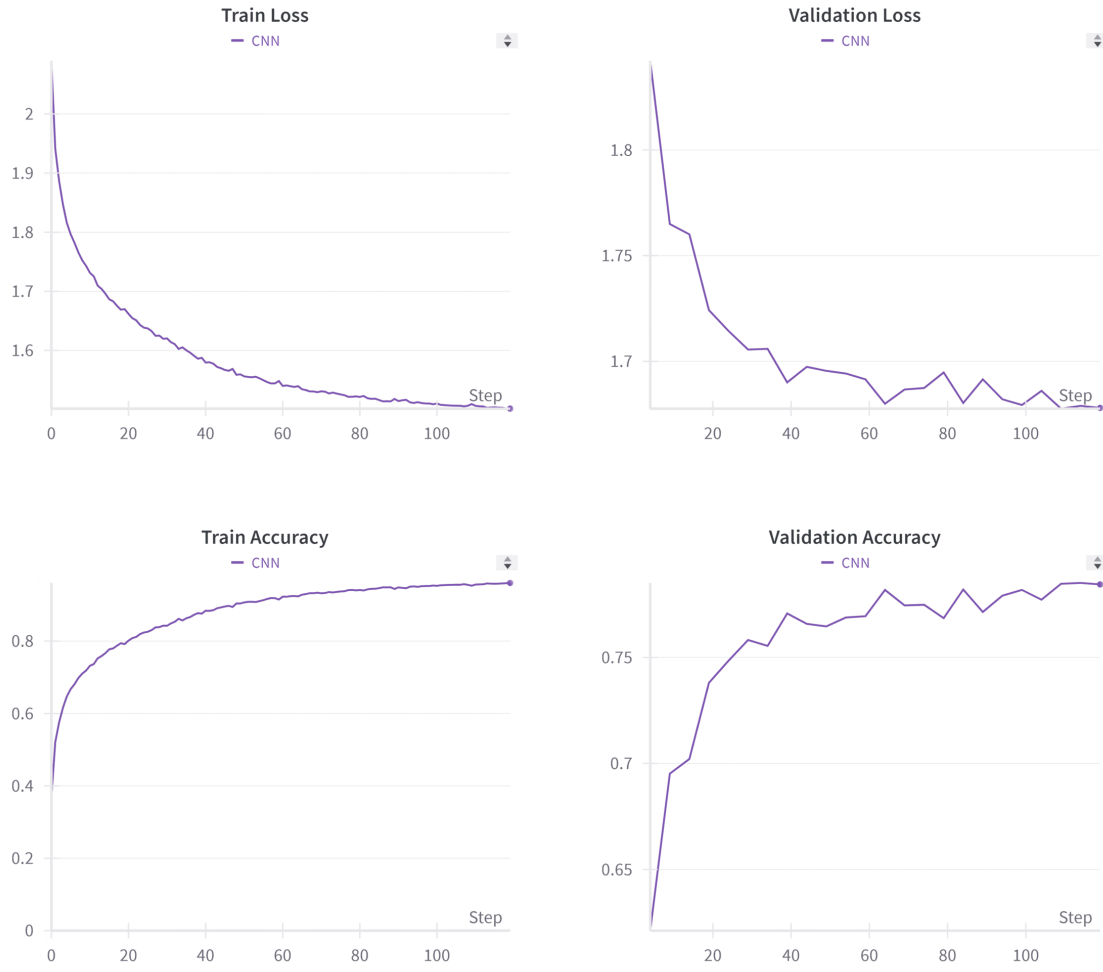 Train Loss
CNN
2
1.9
1.8
1.7
1.6
Step
0 20 40 60 80 100
Validation Loss
CNN
1.8
1.75
1.7
Step
20 40 60 80 100
Train Accuracy
CNN
0.8
0.6
0.4
0.2
0
Step
0 20 40 60 80 100
Validation Accuracy
CNN
0.75
0.7
0.65
Step
20 40 60 80 100